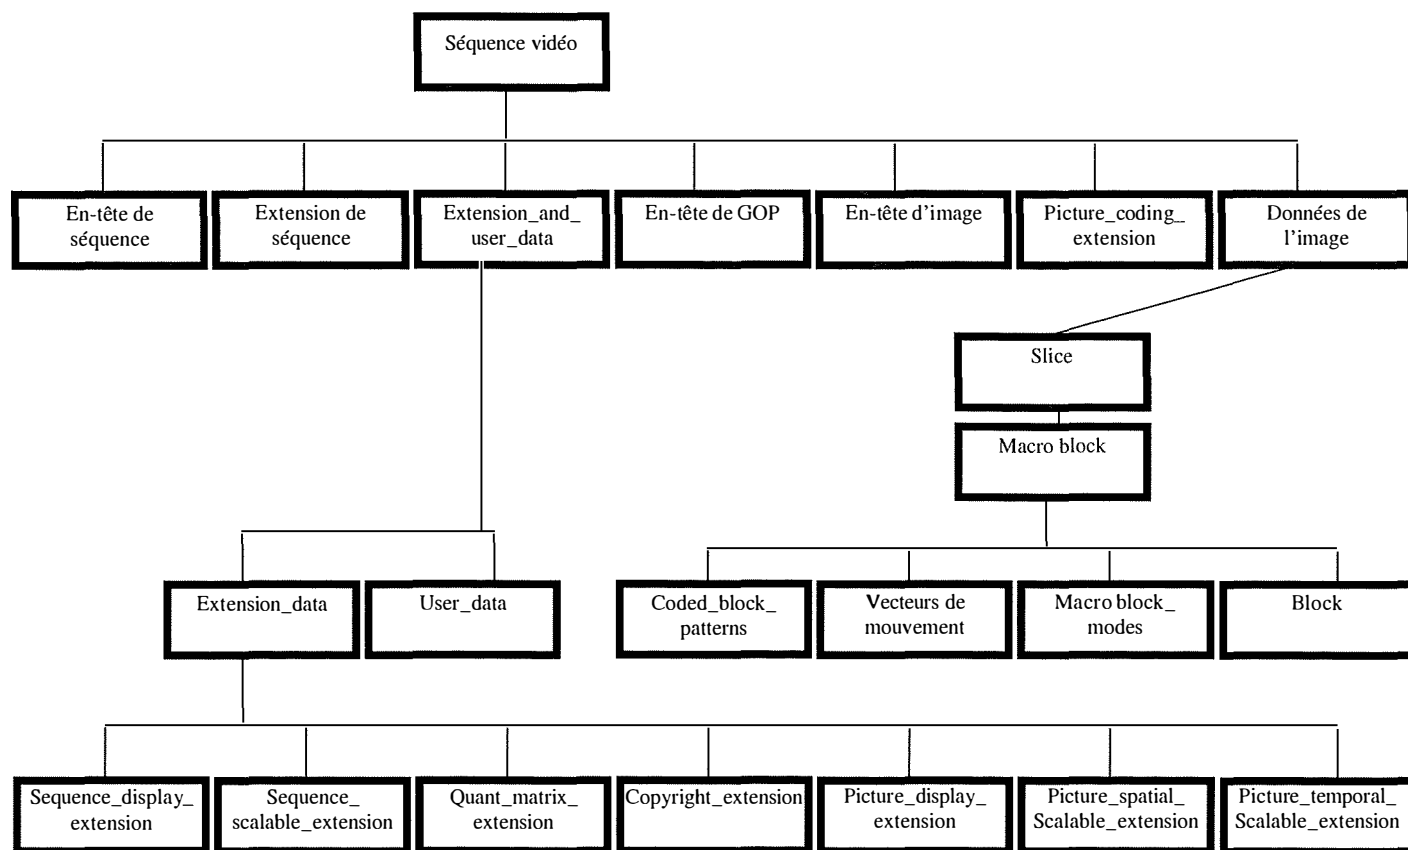 Séquence vidéo
En-tête de
séquence
Extension de
séquence
Extension_and_
user_data
En-tête de GOP
En-tête d'image
Picture_coding_
extension
Données de
l'image
Slice
Macro block
Extension_data
User_data
Coded_block_
patterns
Vecteurs de
mouvement
Macro block_
modes
Block
Sequence_display_
extension
Sequence_
scalable_extension
Quant_matrix_
extension
Copyright_extension
Picture_display_
extension
Picture_spatial_
Scalable_extension
Picture_temporal_
Scalable_extension